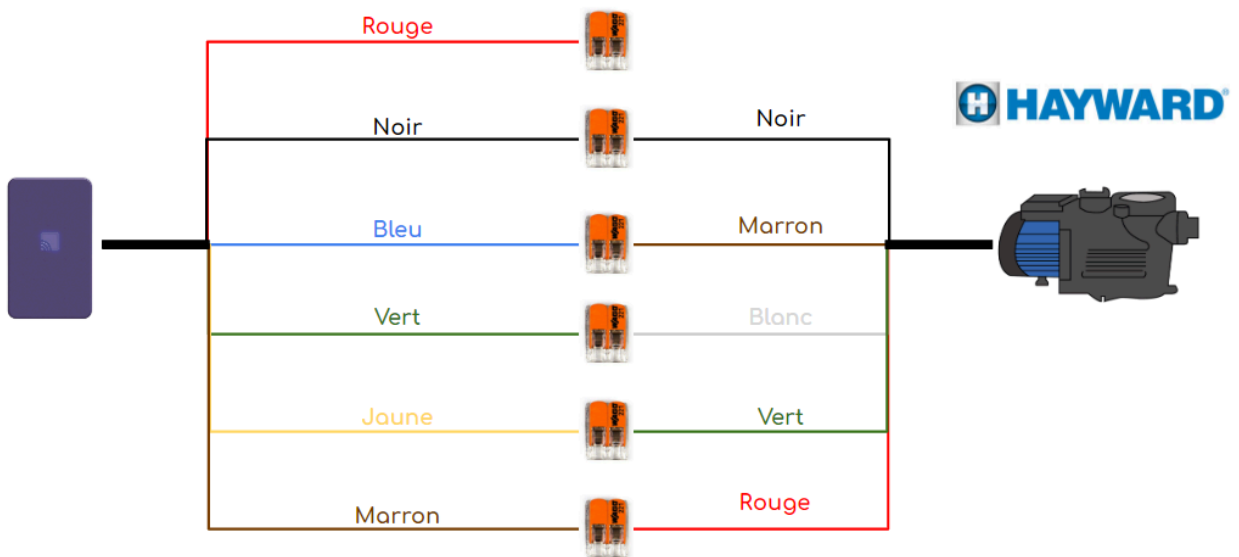 Rouge
HAYWARD®
Noir
Noir
Bleu
Marron
Vert
Blanc
Jaune
Vert
Marron
Rouge